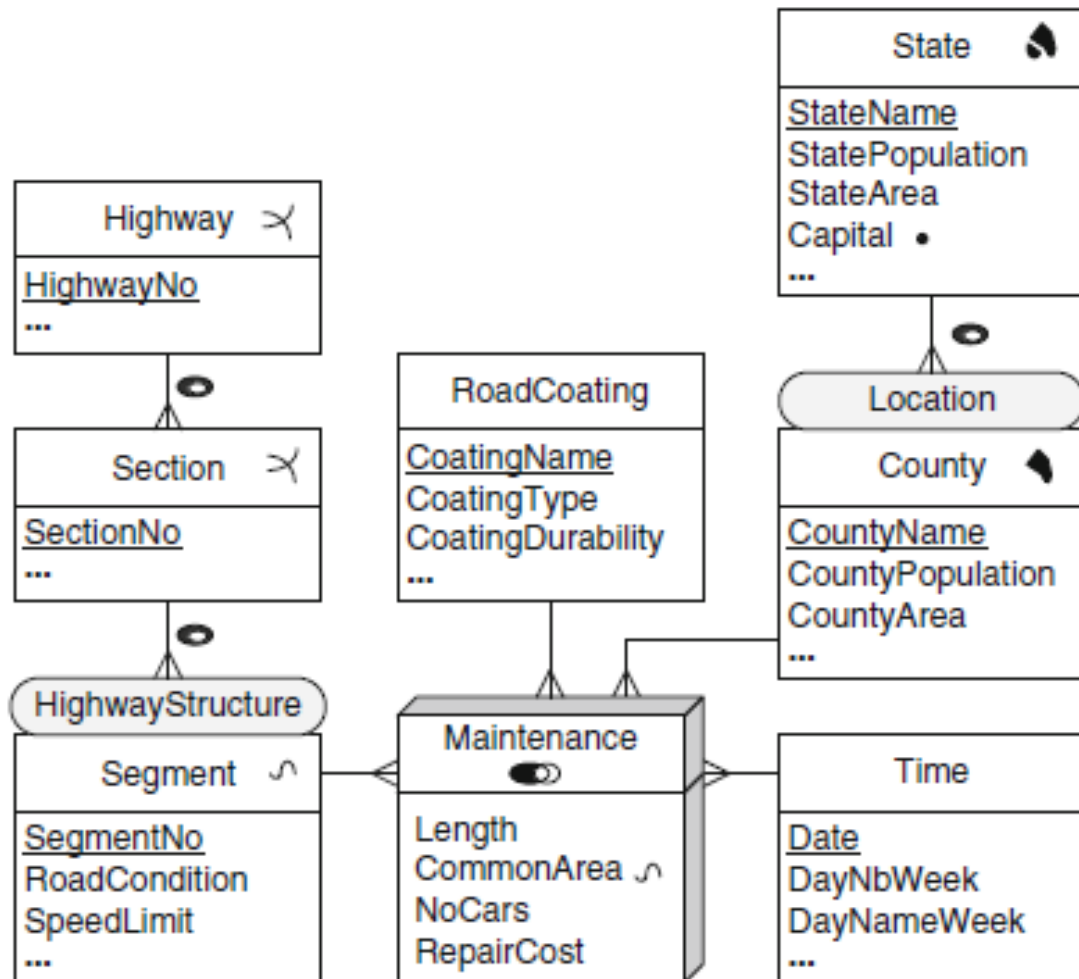 State
StateName
StatePopulation
StateArea
Capital
...
Highway
HighwayNo
...
Section
SectionNo
...
HighwayStructure
Segment
SegmentNo
RoadCondition
SpeedLimit
...
RoadCoating
CoatingName
CoatingType
CoatingDurability
...
Location
County
CountyName
CountyPopulation
CountyArea
...
Maintenance
Length
CommonArea
NoCars
RepairCost
Time
Date
DayNbWeek
DayNameWeek
...